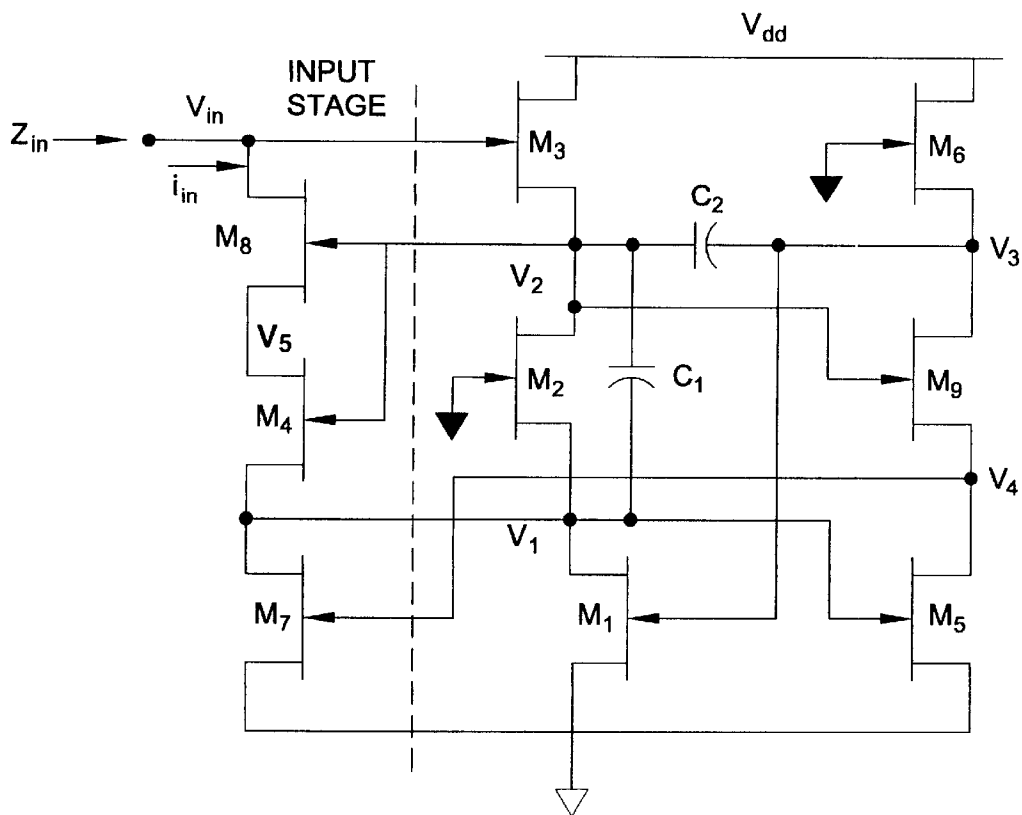 V_dd
INPUT
STAGE
V_in
Z_in
i_in
M_3
M_6
C_2
M_8
V_2
V_3
V_5
M_2
C_1
M_9
M_4
V_4
V_1
M_7
M_1
M_5